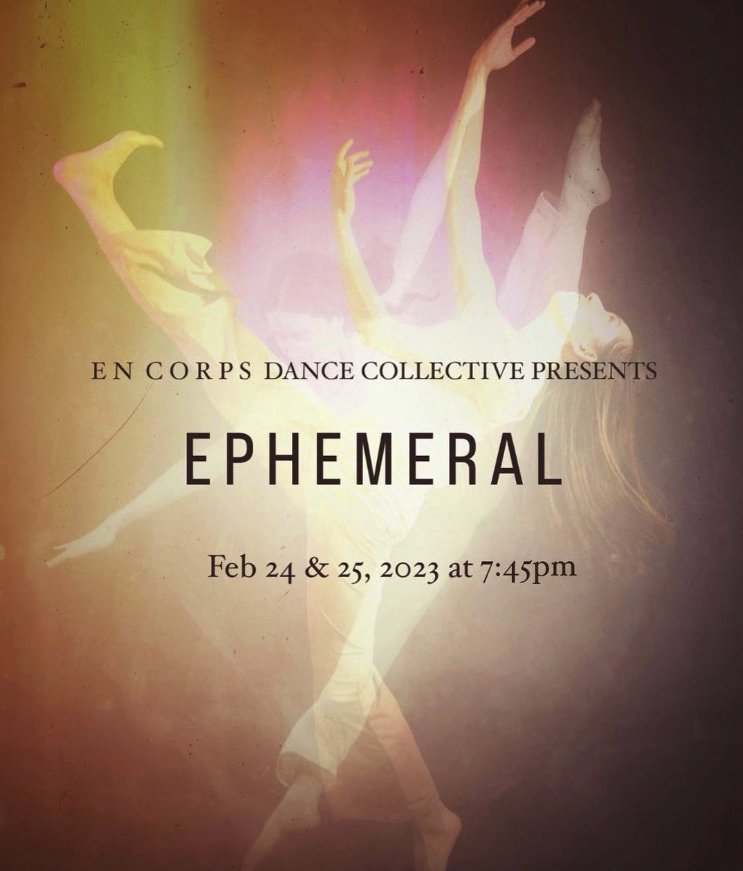 EN CORPS DANCE COLLECTIVE PRESENTS
EPHEMERAL
Feb 24 & 25, 2023 at 7:45pm